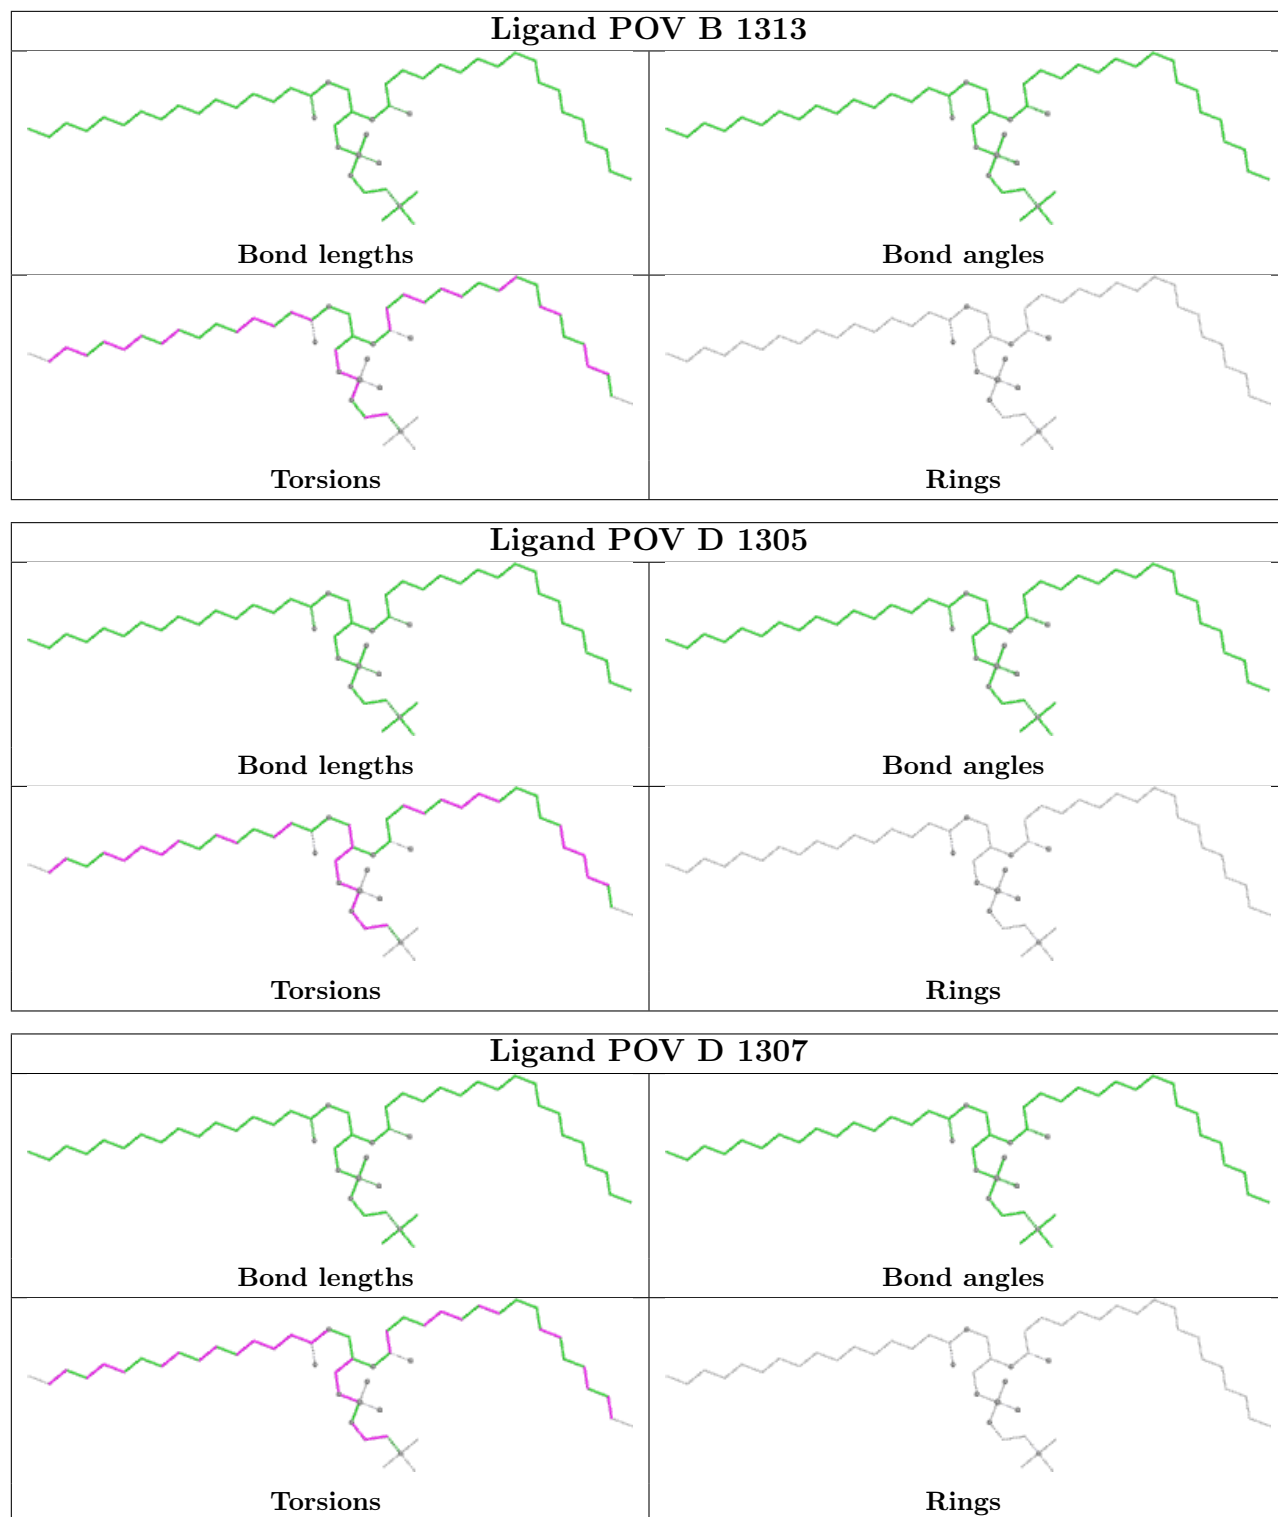 Ligand POV B 1313
Bond lengths
Bond angles
Torsions
Rings
Ligand POV D 1305
Bond lengths
Bond angles
Torsions
Rings
Ligand POV D 1307
Bond lengths
Bond angles
Torsions
Rings